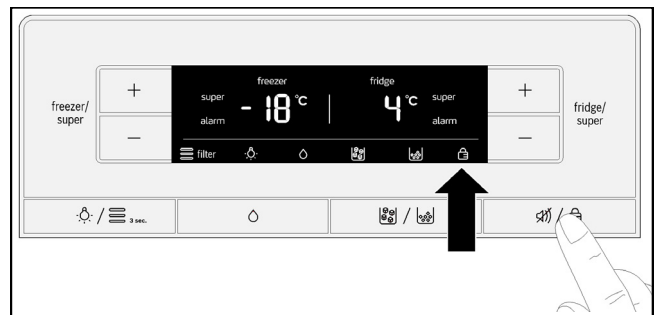 freezer/
super
+
−
freezer
super
alarm
-18 °C
fridge
4 °C
super
alarm
filter
+
−
fridge/
super
/
3 sec.
/
/